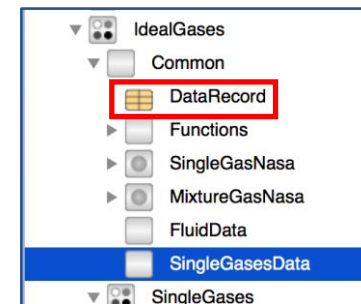 IdealGases
Common
DataRecord
Functions
SingleGasNasa
MixtureGasNasa
FluidData
SingleGasesData
SingleGases